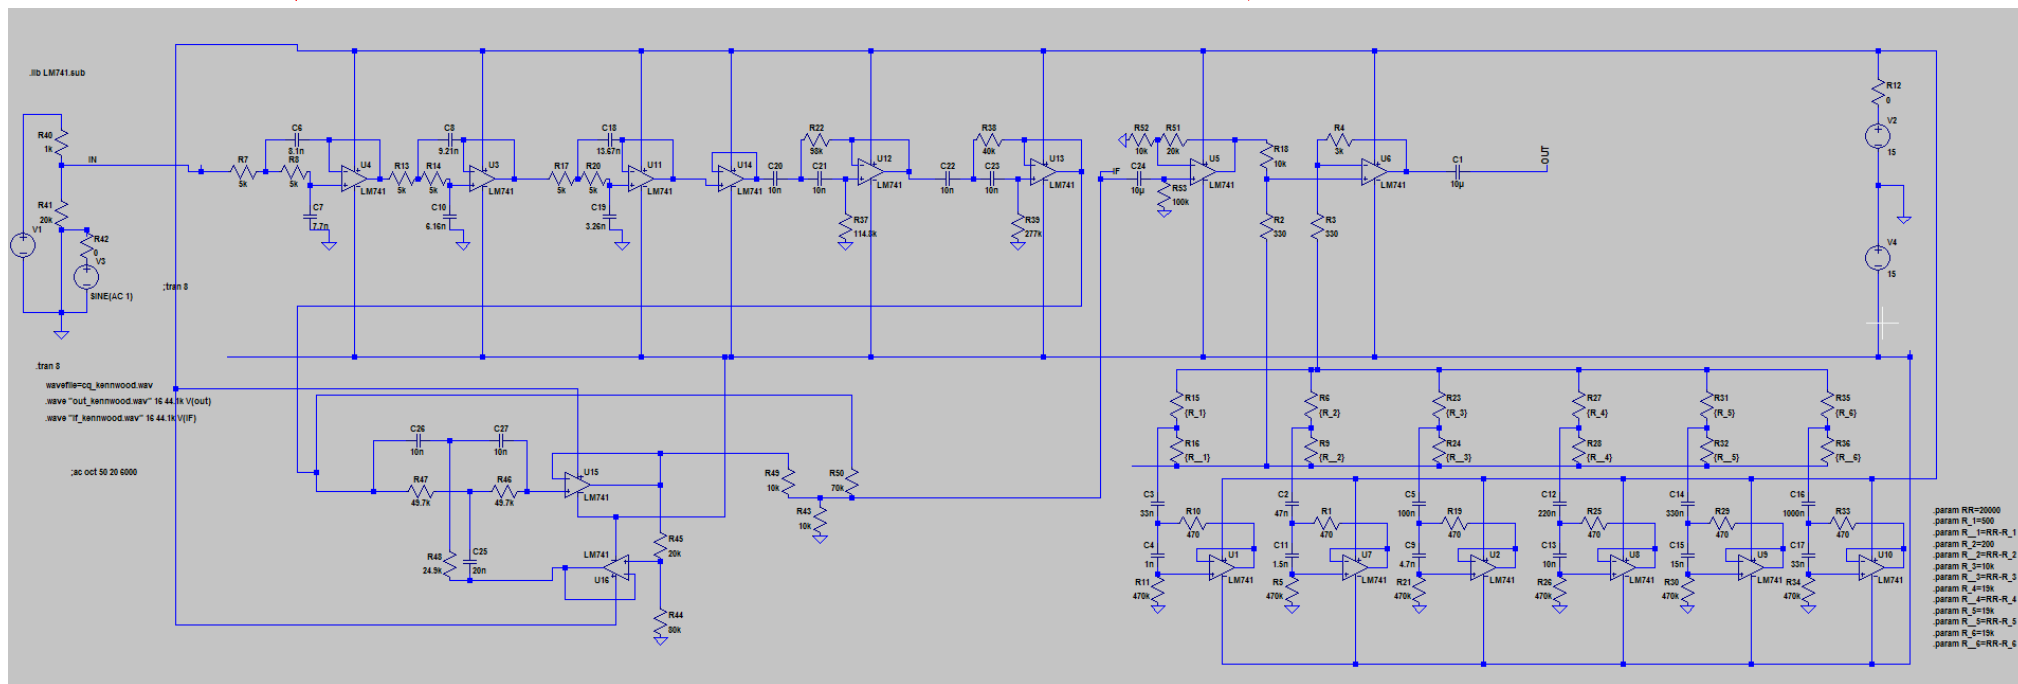 .lib LM741.sub
R40
1k
IN
R41
20k
V1
R42
0
V3
SINE(AC 1)
;tran 8
R7
5k
C6
8.1n
R8
5k
C7
7.7n
U4
LM741
R13
5k
C8
9.21n
R14
5k
C10
6.16n
U3
LM741
R17
5k
C18
13.67n
R20
5k
C19
3.26n
U11
LM741
U14
LM741
C20
10n
R22
98k
C21
10n
R37
114.8k
U12
LM741
C22
10n
R38
40k
C23
10n
R39
277k
U13
LM741
IF
C24
10µ
R52
10k
R51
20k
R53
100k
U5
LM741
R18
10k
R2
330
R4
3k
R3
330
U6
LM741
C1
10µ
OUT
R12
0
V2
15
V4
15
.tran 8
wavefile=cq_kennwood.wav
.wave "out_kennwood.wav" 16 44.1k V(out)
.wave "if_kennwood.wav" 16 44.1k V(IF)
;ac oct 50 20 6000
C26
10n
C27
10n
R47
49.7k
R46
49.7k
R48
24.9k
C25
20n
U15
LM741
LM741
U16
R45
20k
R44
80k
R49
10k
R43
10k
R50
70k
R15
{R_1}
R16
{R__1}
R6
{R_2}
R9
{R__2}
R23
{R_3}
R24
{R__3}
R27
{R_4}
R28
{R__4}
R31
{R_5}
R32
{R__5}
R35
{R_6}
R36
{R__6}
C3
33n
R10
470
C4
1n
R11
470k
U1
LM741
C2
47n
R1
470
C11
1.5n
R5
470k
U7
LM741
C5
100n
R19
470
C9
4.7n
R21
470k
U2
LM741
C12
220n
R25
470
C13
10n
R26
470k
U8
LM741
C14
330n
R29
470
C15
15n
R30
470k
U9
LM741
C16
1000n
R33
470
C17
33n
R34
470k
U10
LM741
.param RR=20000
.param R_1=500
.param R__1=RR-R_1
.param R_2=200
.param R__2=RR-R_2
.param R_3=10k
.param R__3=RR-R_3
.param R_4=19k
.param R__4=RR-R_4
.param R_5=19k
.param R__5=RR-R_5
.param R_6=19k
.param R__6=RR-R_6